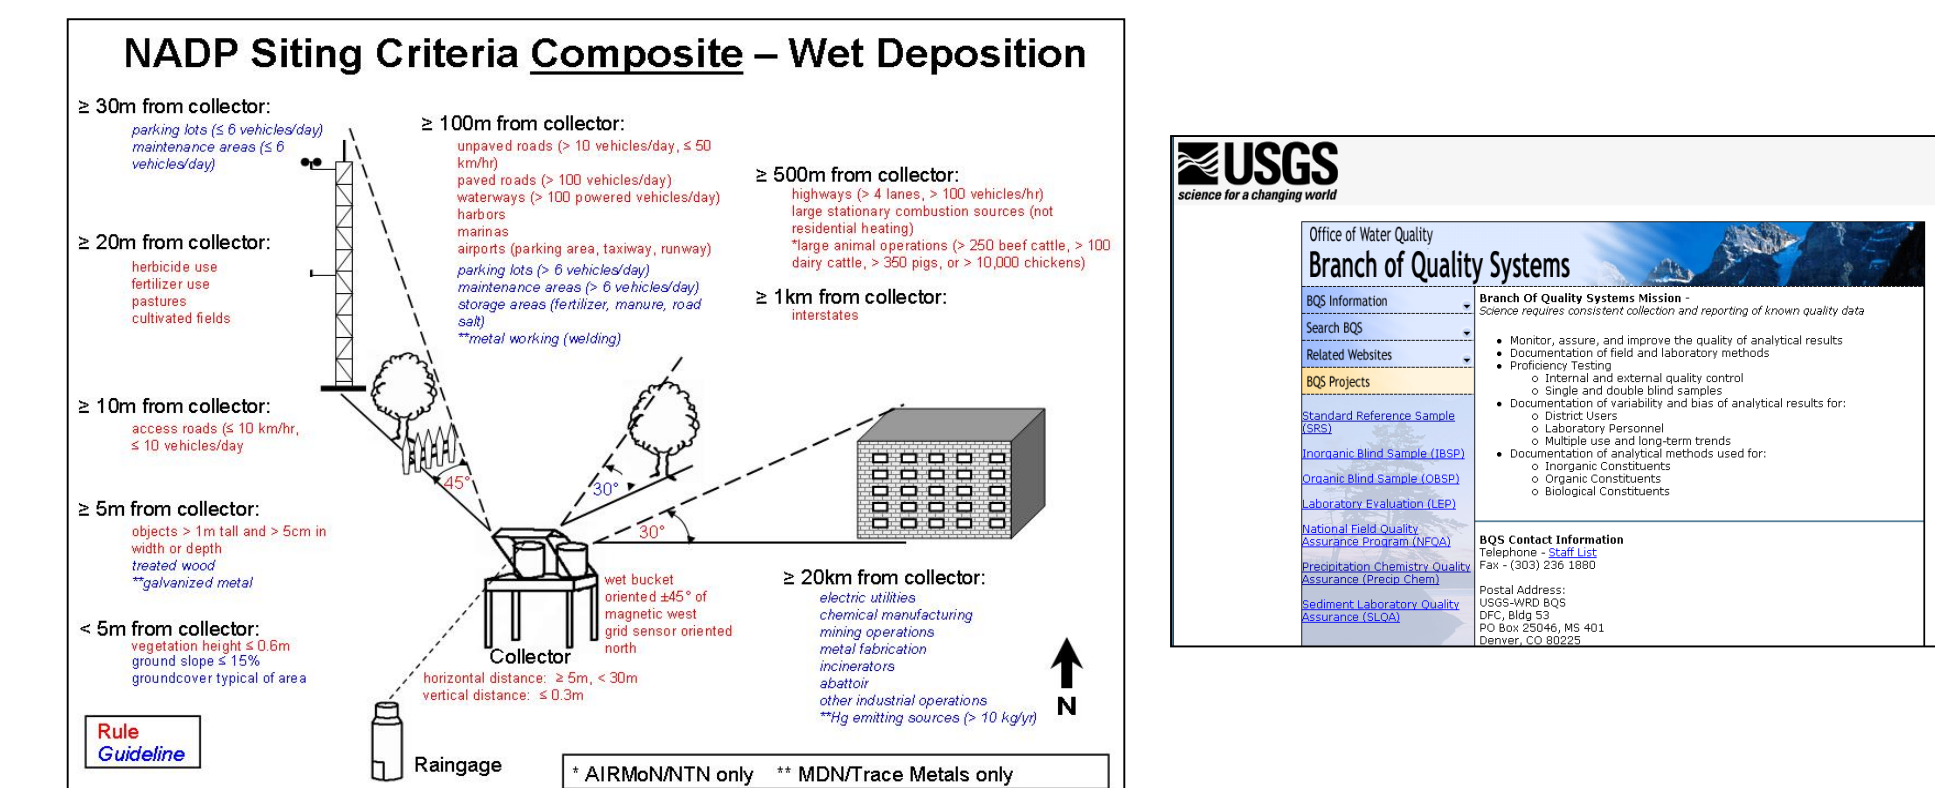 NADP Siting Criteria Composite – Wet Deposition
≥ 30m from collector:
parking lots (≤ 6 vehicles/day)
maintenance areas (≤ 6
vehicles/day)
≥ 20m from collector:
herbicide use
fertilizer use
pastures
cultivated fields
≥ 10m from collector:
access roads (≤ 10 km/hr,
≤ 10 vehicles/day
≥ 5m from collector:
objects > 1m tall and > 5cm in
width or depth
treated wood
**galvanized metal
< 5m from collector:
vegetation height ≤ 0.6m
ground slope ≤ 15%
groundcover typical of area
Rule
Guideline
≥ 100m from collector:
unpaved roads (> 10 vehicles/day, ≤ 50
km/hr)
paved roads (> 100 vehicles/day)
waterways (> 100 powered vehicles/day)
harbors
marinas
airports (parking area, taxiway, runway)
parking lots (> 6 vehicles/day)
maintenance areas (> 6 vehicles/day)
storage areas (fertilizer, manure, road
salt)
**metal working (welding)
≥ 500m from collector:
highways (> 4 lanes, > 100 vehicles/hr)
large stationary combustion sources (not
residential heating)
*large animal operations (> 250 beef cattle, > 100
dairy cattle, > 350 pigs, or > 10,000 chickens)
≥ 1km from collector:
interstates
45°
30°
30°
wet bucket
oriented ±45° of
magnetic west
grid sensor oriented
north
Collector
horizontal distance: ≥ 5m, < 30m
vertical distance: ≤ 0.3m
Raingage
≥ 20km from collector:
electric utilities
chemical manufacturing
mining operations
metal fabrication
incinerators
abattoir
other industrial operations
**Hg emitting sources (> 10 kg/yr)
N
* AIRMoN/NTN only ** MDN/Trace Metals only
USGS
science for a changing world
Office of Water Quality
Branch of Quality Systems
BQS Information
Search BQS
Related Websites
BQS Projects
Standard Reference Sample
(SRS)
Inorganic Blind Sample (IBSP)
Organic Blind Sample (OBSP)
Laboratory Evaluation (LEP)
National Field Quality
Assurance Program (NFQA)
Precipitation Chemistry Quality
Assurance (Precip Chem)
Sediment Laboratory Quality
Assurance (SLQA)
Branch Of Quality Systems Mission -
Science requires consistent collection and reporting of known quality data
• Monitor, assure, and improve the quality of analytical results
• Documentation of field and laboratory methods
• Proficiency Testing
o Internal and external quality control
o Single and double blind samples
• Documentation of variability and bias of analytical results for:
o District Users
o Laboratory Personnel
o Multiple use and long-term trends
• Documentation of analytical methods used for:
o Inorganic Constituents
o Organic Constituents
o Biological Constituents
BQS Contact Information
Telephone - Staff List
Fax - (303) 236 1880
Postal Address:
USGS-WRD BQS
DFC, Bldg 53
PO Box 25046, MS 401
Denver, CO 80225